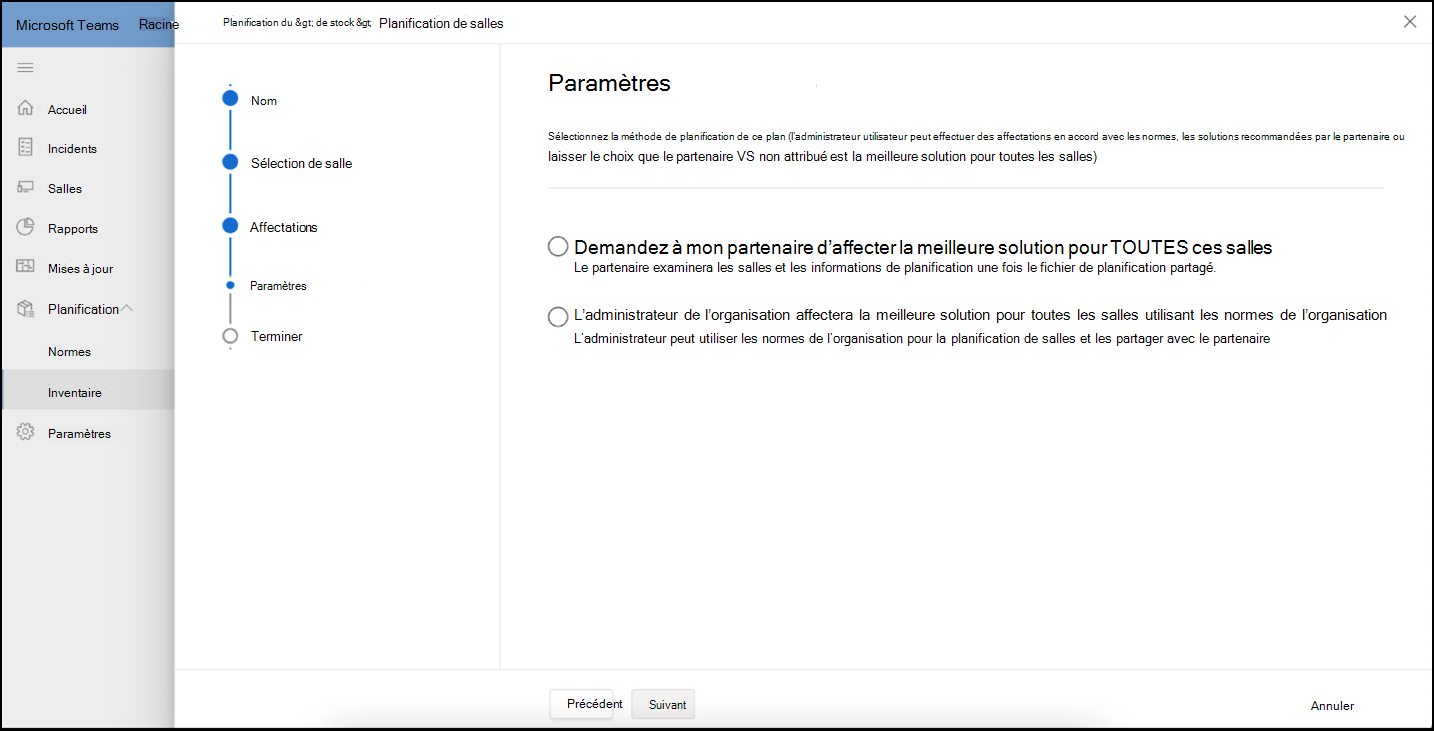 Microsoft Teams Racine
Planification du &gt; de stock &gt; Planification de salles
Accueil
Incidents
Salles
Rapports
Mises à jour
Planification
Normes
Inventaire
Paramètres
Nom
Sélection de salle
Affectations
Paramètres
Terminer
Paramètres
Sélectionnez la méthode de planification de ce plan (l'administrateur utilisateur peut effectuer des affectations en accord avec les normes, les solutions recommandées par le partenaire ou
laisser le choix que le partenaire VS non attribué est la meilleure solution pour toutes les salles)
Demandez à mon partenaire d'affecter la meilleure solution pour TOUTES ces salles
Le partenaire examinera les salles et les informations de planification une fois le fichier de planification partagé.
L'administrateur de l'organisation affectera la meilleure solution pour toutes les salles utilisant les normes de l'organisation
L'administrateur peut utiliser les normes de l'organisation pour la planification de salles et les partager avec le partenaire
Précédent
Suivant
Annuler